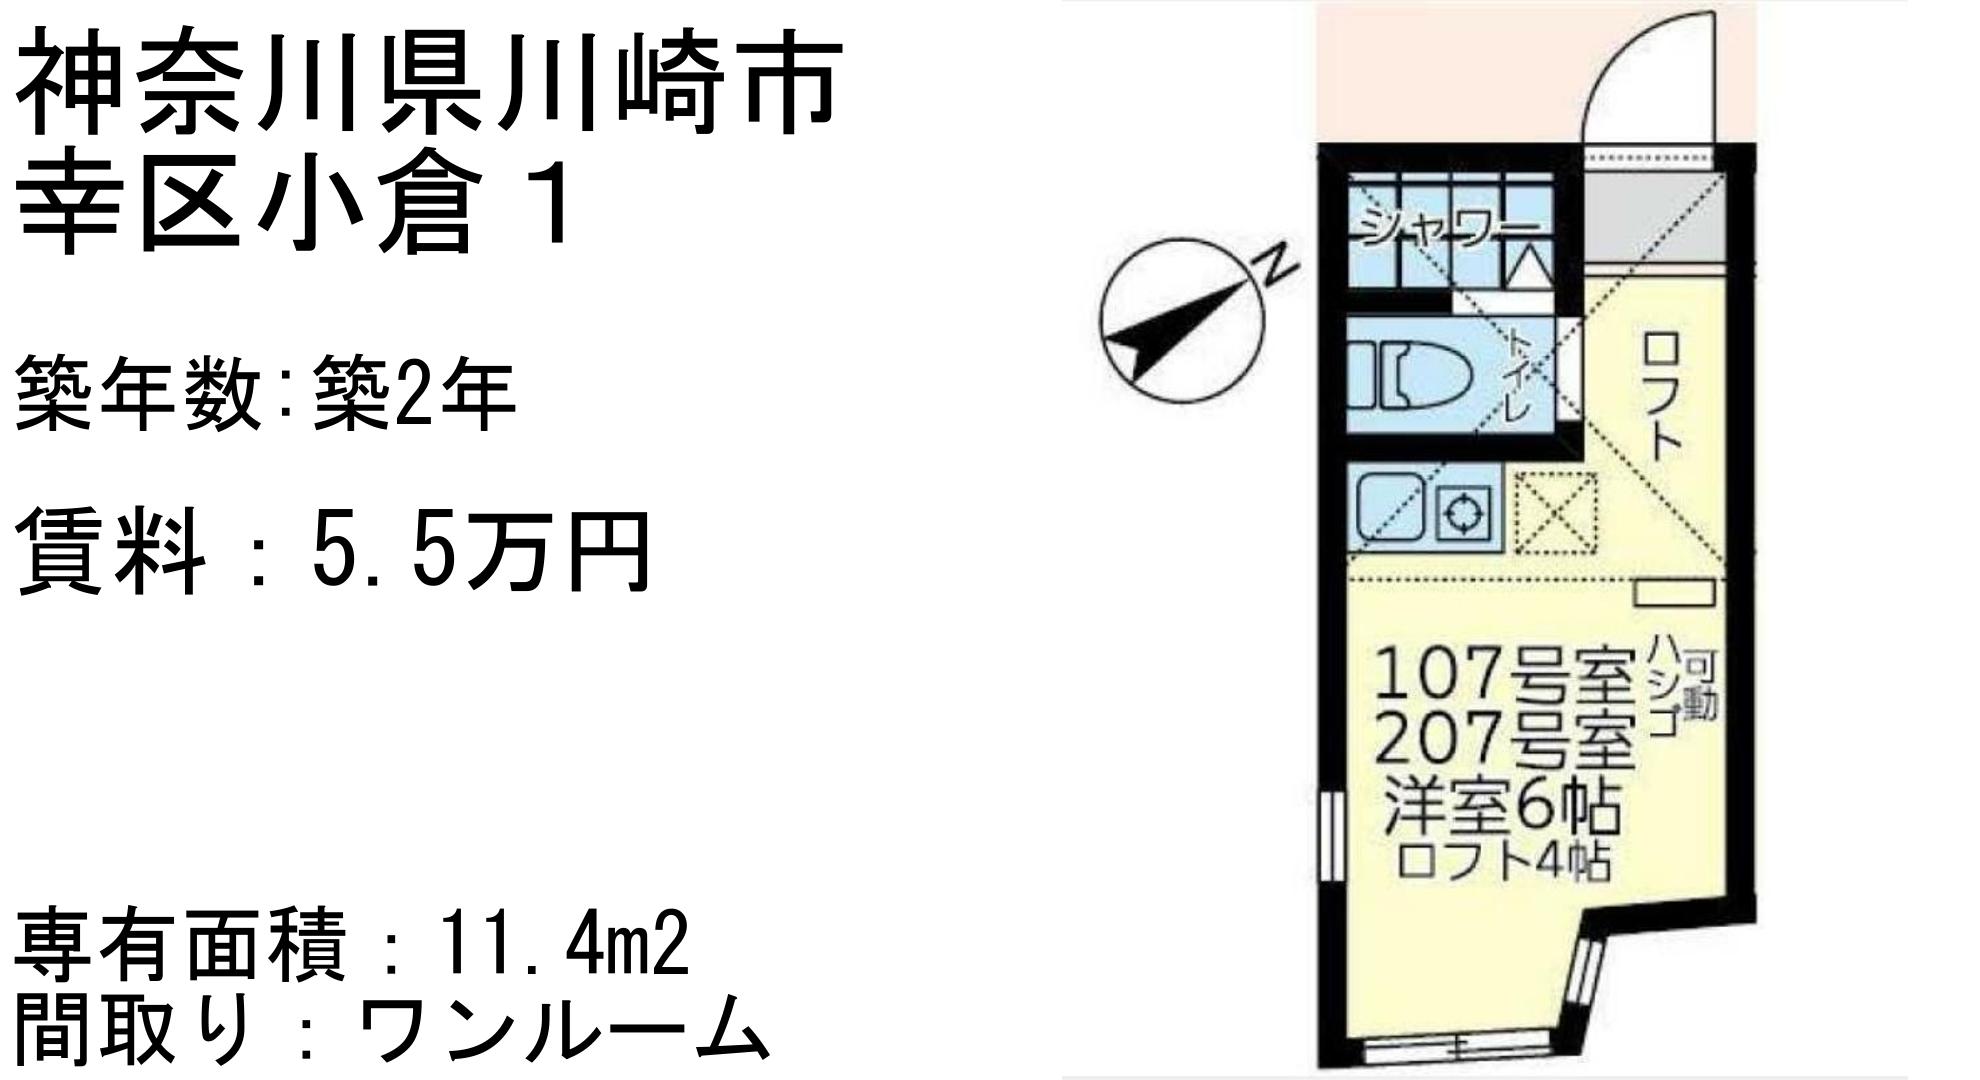 神奈川県川崎市
幸区小倉１
築年数:築2年
賃料：5.5万円
専有面積：11.4m2
間取り：ワンルーム
N
シャワー
トイレ
ロフト
可動
ハシゴ
107号室
207号室
洋室6帖
ロフト4帖